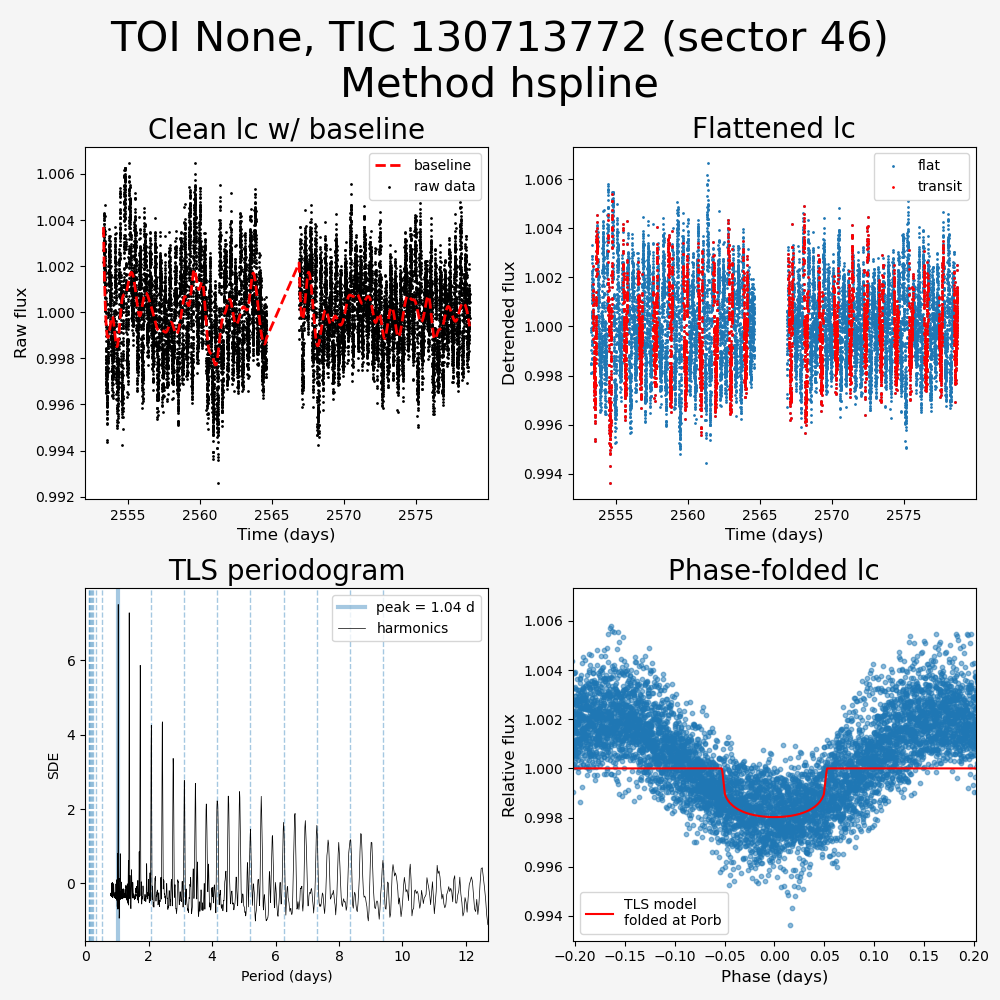 TOI None, TIC 130713772 (sector 46)
Method hspline
Clean lc w/ baseline
baseline
raw data
1.006
1.004
1.002
1.000
0.998
0.996
0.994
0.992
Raw flux
2555
2560
2565
2570
2575
Time (days)
Flattened lc
flat
transit
1.006
1.004
1.002
1.000
0.998
0.996
0.994
Detrended flux
2555
2560
2565
2570
2575
Time (days)
TLS periodogram
peak = 1.04 d
harmonics
6
4
2
0
SDE
0
2
4
6
8
10
12
Period (days)
Phase-folded lc
1.006
1.004
1.002
1.000
0.998
0.996
0.994
Relative flux
TLS model
folded at Porb
−0.20
−0.15
−0.10
−0.05
0.00
0.05
0.10
0.15
0.20
Phase (days)